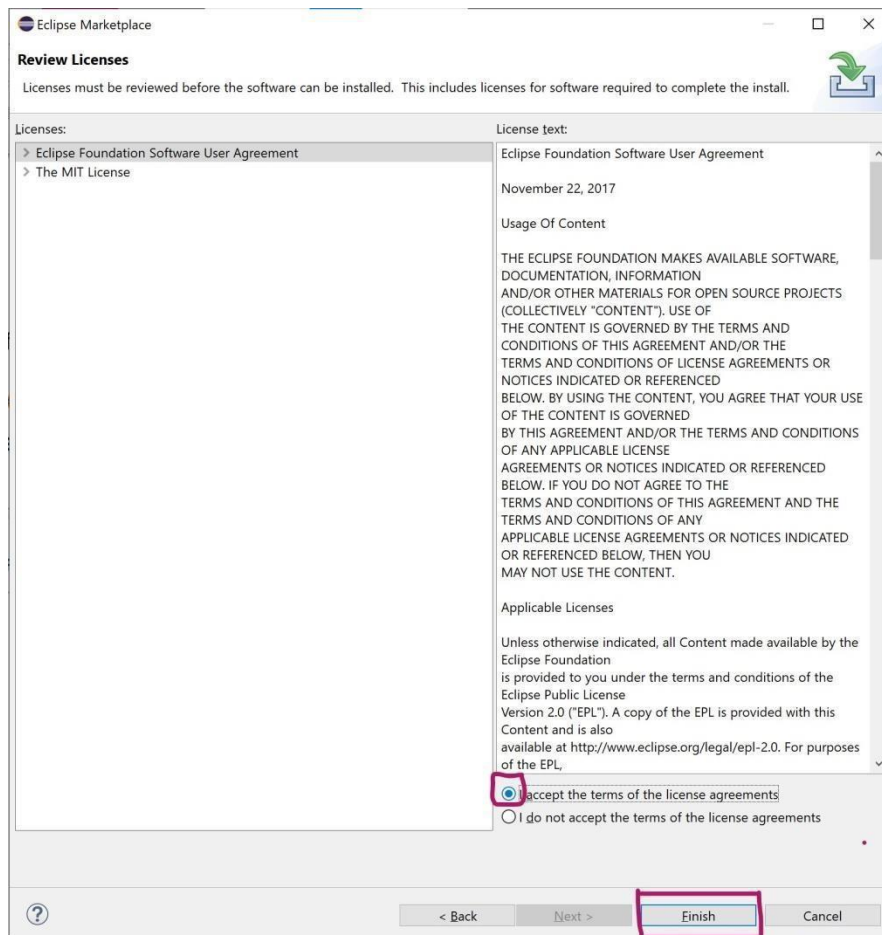 Eclipse Marketplace
Review Licenses
Licenses must be reviewed before the software can be installed. This includes licenses for software required to complete the install.
Licenses:
Eclipse Foundation Software User Agreement
The MIT License
License text:
Eclipse Foundation Software User Agreement
November 22, 2017
Usage Of Content
THE ECLIPSE FOUNDATION MAKES AVAILABLE SOFTWARE,
DOCUMENTATION, INFORMATION
AND/OR OTHER MATERIALS FOR OPEN SOURCE PROJECTS
(COLLECTIVELY "CONTENT"). USE OF
THE CONTENT IS GOVERNED BY THE TERMS AND
CONDITIONS OF THIS AGREEMENT AND/OR THE
TERMS AND CONDITIONS OF LICENSE AGREEMENTS OR
NOTICES INDICATED OR REFERENCED
BELOW. BY USING THE CONTENT, YOU AGREE THAT YOUR USE
OF THE CONTENT IS GOVERNED
BY THIS AGREEMENT AND/OR THE TERMS AND CONDITIONS
OF ANY APPLICABLE LICENSE
AGREEMENTS OR NOTICES INDICATED OR REFERENCED
BELOW. IF YOU DO NOT AGREE TO THE
TERMS AND CONDITIONS OF THIS AGREEMENT AND THE
TERMS AND CONDITIONS OF ANY
APPLICABLE LICENSE AGREEMENTS OR NOTICES INDICATED
OR REFERENCED BELOW, THEN YOU
MAY NOT USE THE CONTENT.
Applicable Licenses
Unless otherwise indicated, all Content made available by the
Eclipse Foundation
is provided to you under the terms and conditions of the
Eclipse Public License
Version 2.0 ("EPL"). A copy of the EPL is provided with this
Content and is also
available at http://www.eclipse.org/legal/epl-2.0. For purposes
of the EPL,
I accept the terms of the license agreements
I do not accept the terms of the license agreements
?
< Back
Next >
Finish
Cancel